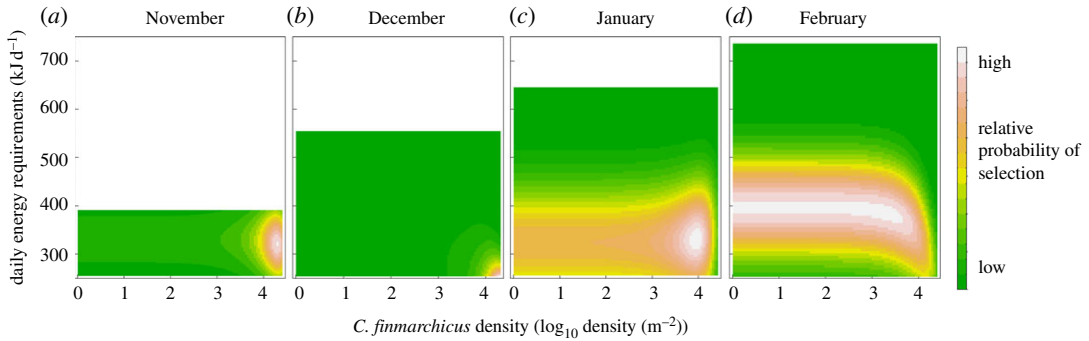 (a) November (b) December (c) January (d) February
daily energy requirements (kJ d⁻¹)
700
600
500
400
300
0 1 2 3 4 0 1 2 3 4 0 1 2 3 4 0 1 2 3 4
C. finmarchicus density (log₁₀ density (m⁻²))
high
relative
probability of
selection
low